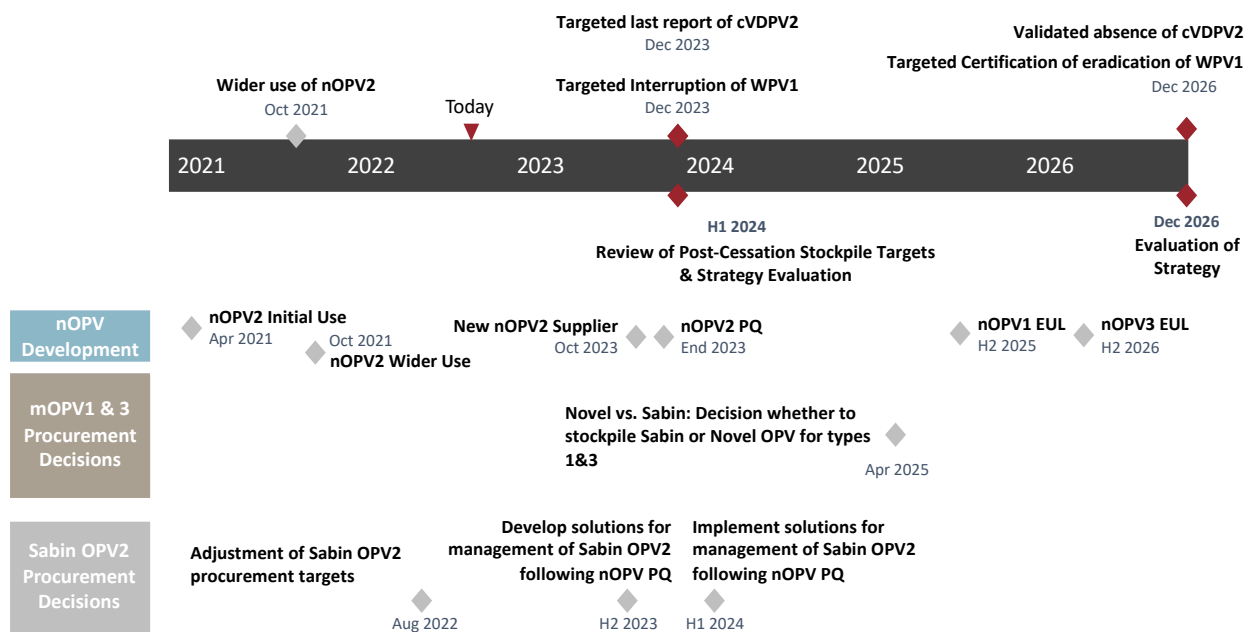 Targeted last report of cVDPV2
Dec 2023
Validated absence of cVDPV2
Targeted Certification of eradication of WPV1
Dec 2026
Wider use of nOPV2
Oct 2021
Today
Targeted Interruption of WPV1
Dec 2023
2021
2022
2023
2024
2025
2026
H1 2024
Review of Post-Cessation Stockpile Targets
& Strategy Evaluation
Dec 2026
Evaluation of
Strategy
nOPV
Development
nOPV2 Initial Use
Apr 2021
Oct 2021
nOPV2 Wider Use
New nOPV2 Supplier
Oct 2023
nOPV2 PQ
End 2023
nOPV1 EUL
H2 2025
nOPV3 EUL
H2 2026
mOPV1 & 3
Procurement
Decisions
Novel vs. Sabin: Decision whether to
stockpile Sabin or Novel OPV for types
1&3
Apr 2025
Sabin OPV2
Procurement
Decisions
Adjustment of Sabin OPV2
procurement targets
Aug 2022
Develop solutions for
management of Sabin OPV2
following nOPV PQ
H2 2023
Implement solutions for
management of Sabin OPV2
following nOPV PQ
H1 2024